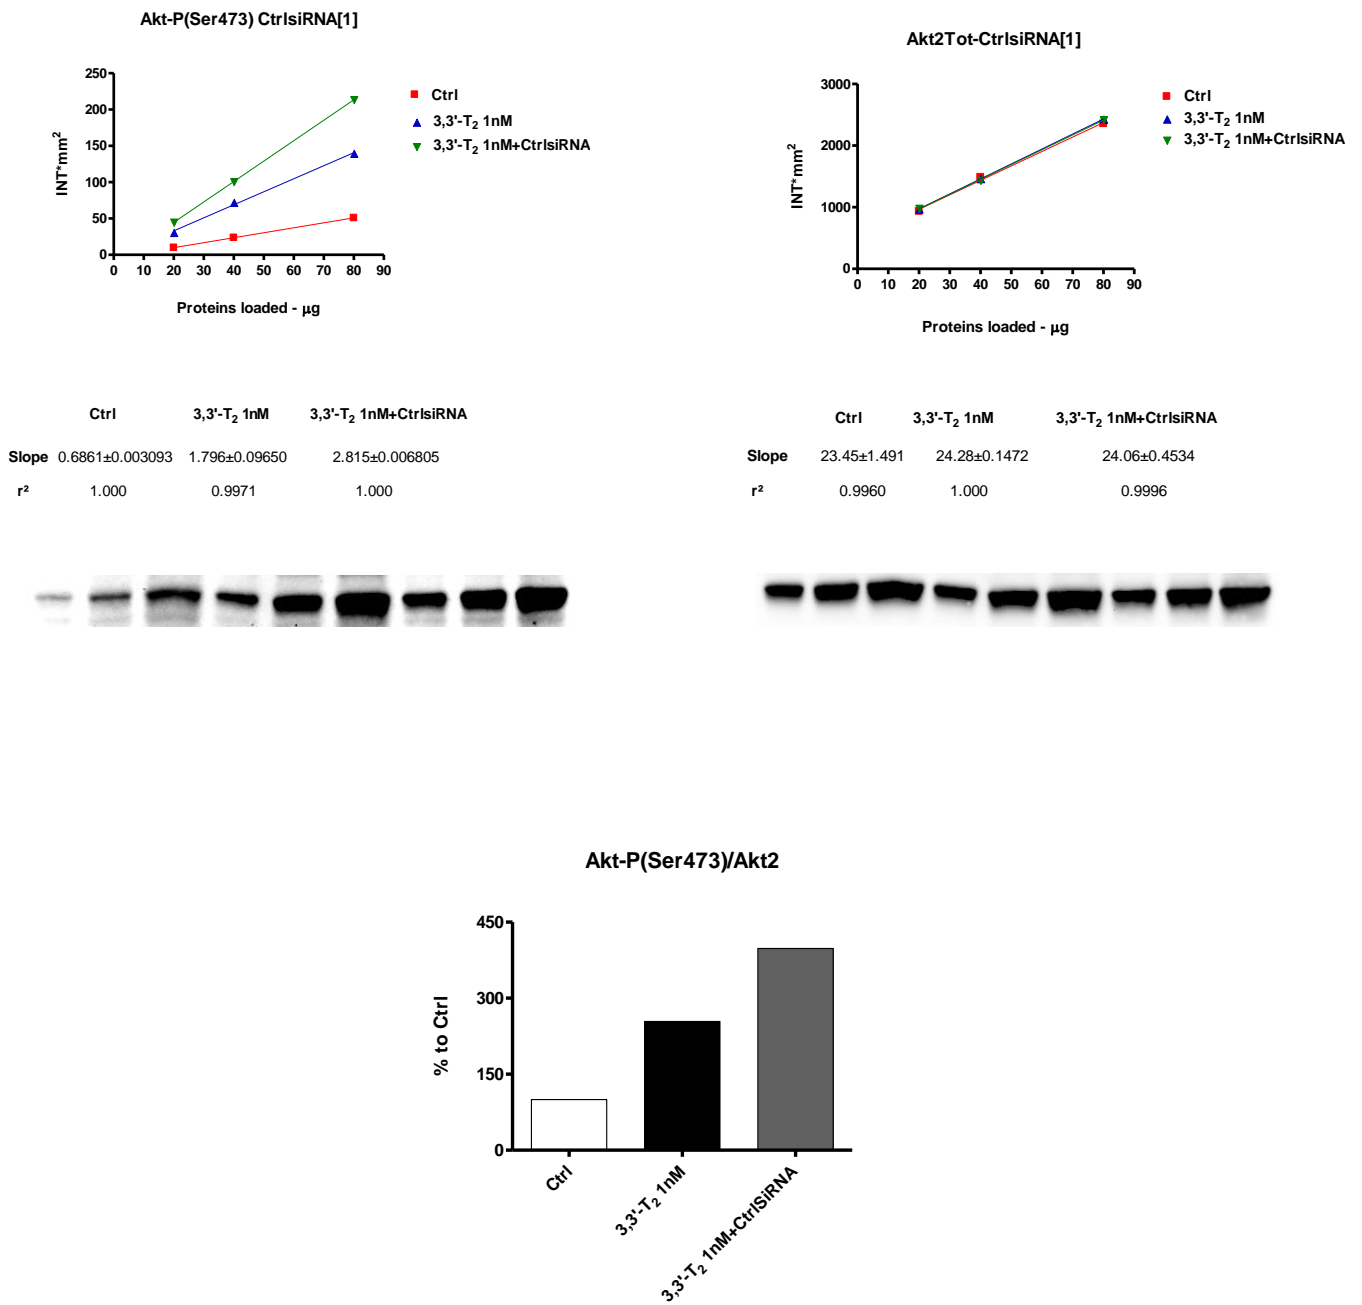 Akt-P(Ser473) CtrlsiRNA[1]
250
200
150
100
50
0
INT*mm²
0 10 20 30 40 50 60 70 80 90
Proteins loaded - µg
Ctrl
3,3'-T₂ 1nM
3,3'-T₂ 1nM+CtrlsiRNA
Akt2Tot-CtrlsiRNA[1]
3000
2000
1000
0
INT*mm²
0 10 20 30 40 50 60 70 80 90
Proteins loaded - µg
Ctrl
3,3'-T₂ 1nM
3,3'-T₂ 1nM+CtrlsiRNA
Ctrl 3,3'-T₂ 1nM 3,3'-T₂ 1nM+CtrlsiRNA
Slope 0.6861±0.003093 1.796±0.09650 2.815±0.006805
r² 1.000 0.9971 1.000
Ctrl 3,3'-T₂ 1nM 3,3'-T₂ 1nM+CtrlsiRNA
Slope 23.45±1.491 24.28±0.1472 24.06±0.4534
r² 0.9960 1.000 0.9996
Akt-P(Ser473)/Akt2
450
300
150
0
% to Ctrl
Ctrl
3,3'-T₂ 1nM
3,3'-T₂ 1nM+CtrlSiRNA